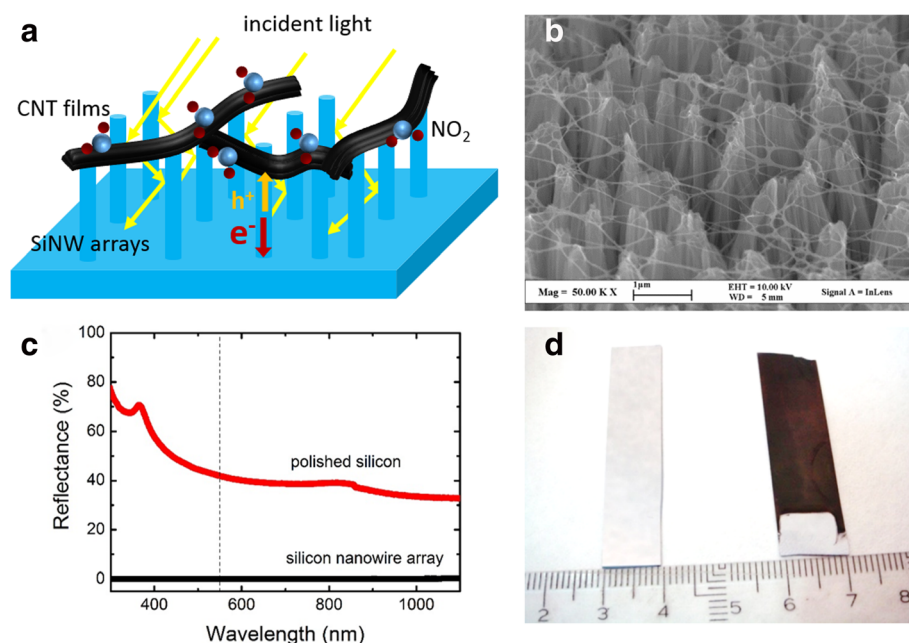 a
incident light
CNT films
NO₂
h⁺
e⁻
SiNW arrays
b
Mag = 50.00 K X
1µm
EHT = 10.00 kV
WD = 5 mm
Signal A = InLens
c
100
80
60
40
20
0
Reflectance (%)
polished silicon
silicon nanowire array
400 600 800 1000
Wavelength (nm)
d
2 3 4 5 6 7 8